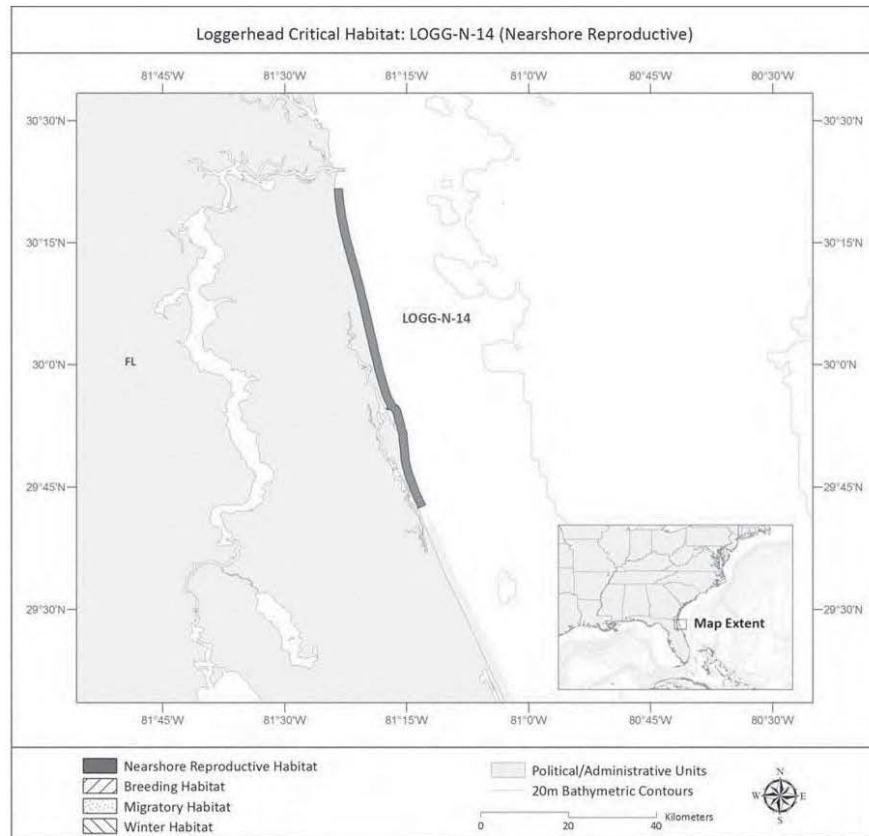 Loggerhead Critical Habitat: LOGG-N-14 (Nearshore Reproductive)
81°45'W 81°30'W 81°15'W 81°0'W 80°45'W 80°30'W
30°30'N 30°30'N
30°15'N 30°15'N
LOGG-N-14
FL
30°0'N 30°0'N
29°45'N 29°45'N
29°30'N 29°30'N
Map Extent
81°45'W 81°30'W 81°15'W 81°0'W 80°45'W 80°30'W
Nearshore Reproductive Habitat
Breeding Habitat
Migratory Habitat
Winter Habitat
Political/Administrative Units
20m Bathymetric Contours
Kilometers
0 20 40
N
W E
S